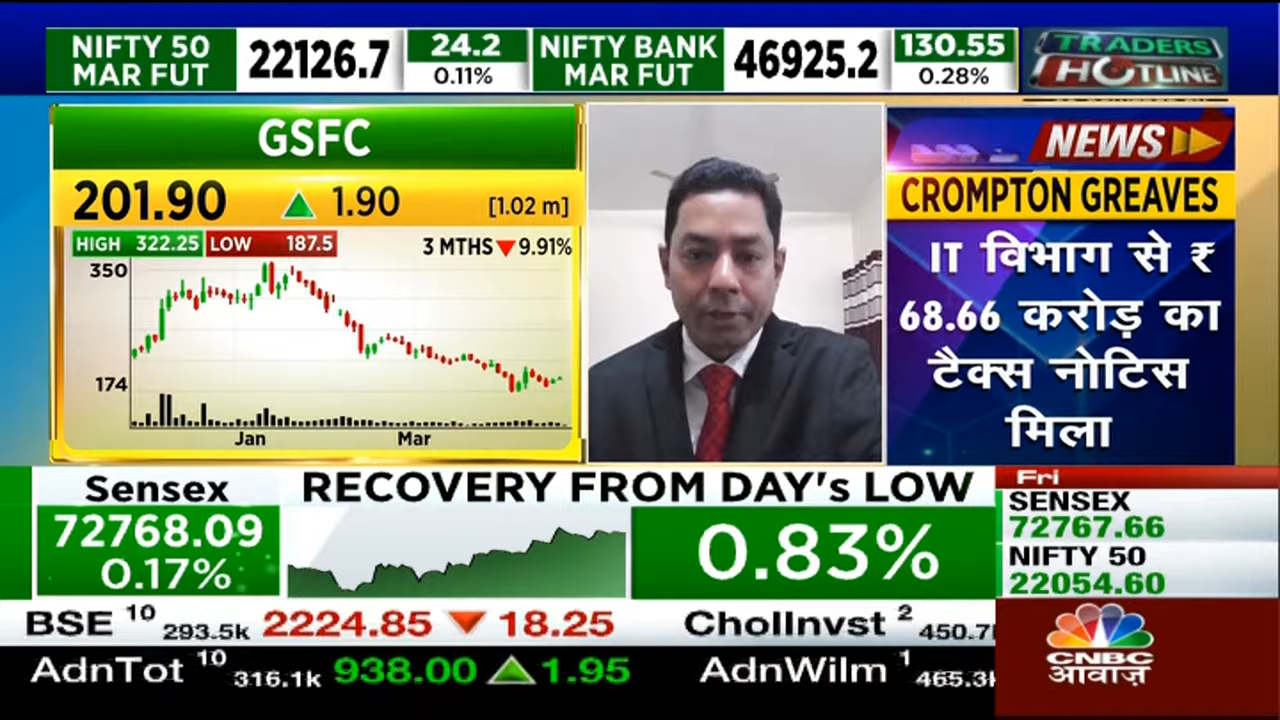 NIFTY 50
MAR FUT
22126.7
24.2
0.11%
NIFTY BANK
MAR FUT
46925.2
130.55
0.28%
TRADERS
HOTLINE
GSFC
201.90 ▲ 1.90 [1.02 m]
HIGH 322.25 LOW 187.5 3 MTHS ▼ 9.91%
350
174
Jan Mar
NEWS
CROMPTON GREAVES
IT विभाग से ₹
68.66 करोड़ का
टैक्स नोटिस
मिला
Sensex
72768.09
0.17%
RECOVERY FROM DAY's LOW
0.83%
Fri
SENSEX
72767.66
NIFTY 50
22054.60
BSE 10 293.5k 2224.85 ▼ 18.25 CholInvst 2 450.7
AdnTot 10 316.1k 938.00 ▲ 1.95 AdnWilm 1 465.3
CNBC
आवाज़